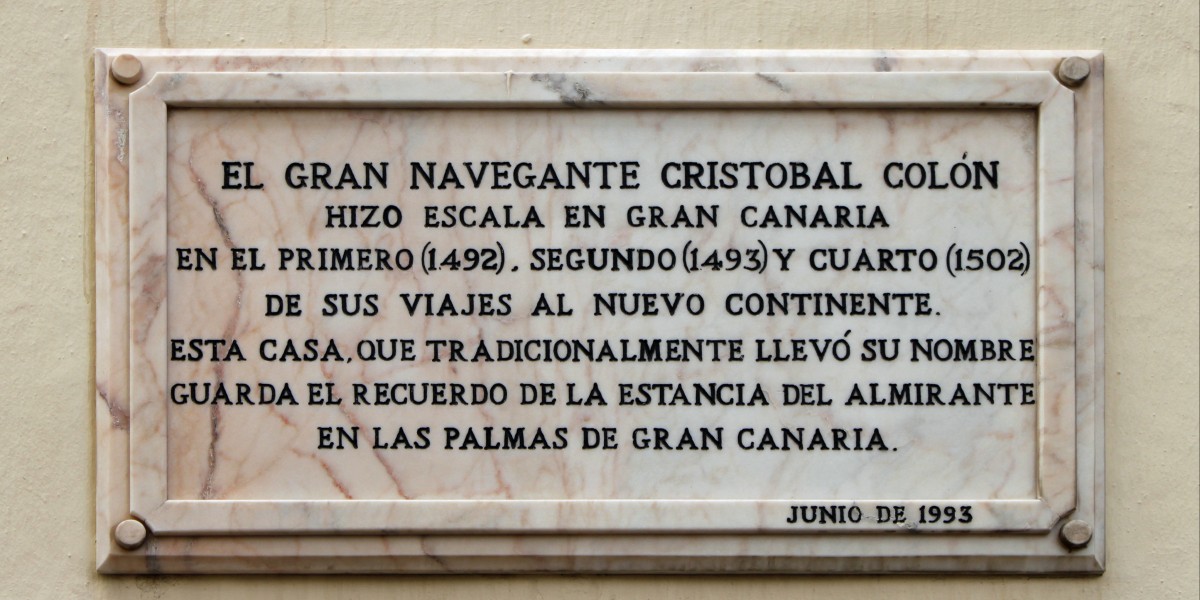 EL GRAN NAVEGANTE CRISTOBAL COLÓN
HIZO ESCALA EN GRAN CANARIA
EN EL PRIMERO (1492), SEGUNDO (1493) Y CUARTO (1502)
DE SUS VIAJES AL NUEVO CONTINENTE.
ESTA CASA, QUE TRADICIONALMENTE LLEVÓ SU NOMBRE
GUARDA EL RECUERDO DE LA ESTANCIA DEL ALMIRANTE
EN LAS PALMAS DE GRAN CANARIA.
JUNIO DE 1993